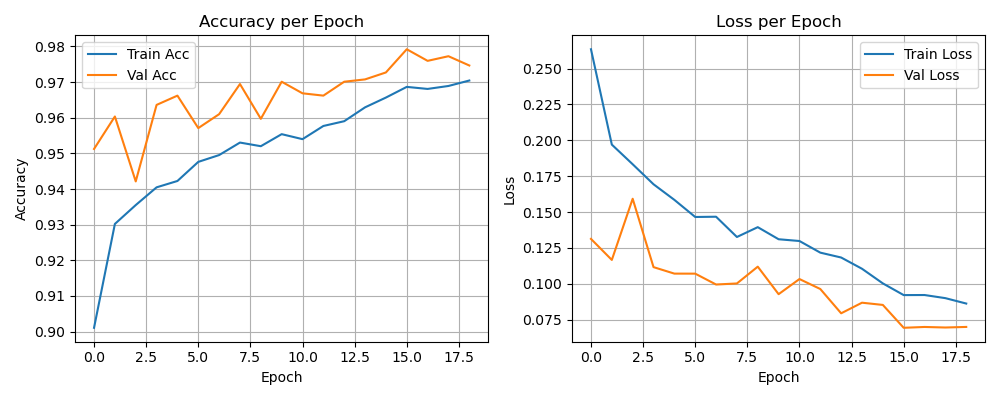 Accuracy per Epoch
Train Acc
Val Acc
0.98
0.97
0.96
0.95
0.94
0.93
0.92
0.91
0.90
Accuracy
0.0 2.5 5.0 7.5 10.0 12.5 15.0 17.5
Epoch
Loss per Epoch
Train Loss
Val Loss
0.250
0.225
0.200
0.175
0.150
0.125
0.100
0.075
Loss
0.0 2.5 5.0 7.5 10.0 12.5 15.0 17.5
Epoch